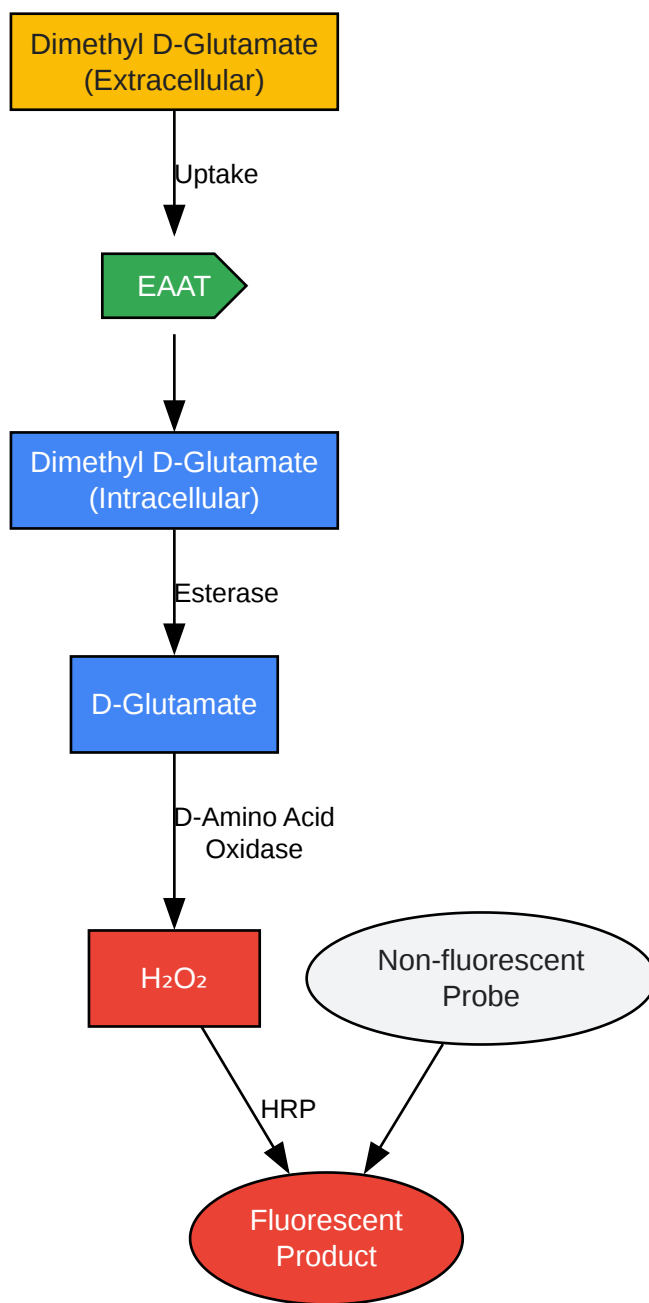 Dimethyl D-Glutamate
(Extracellular)
Uptake
EAAT
Dimethyl D-Glutamate
(Intracellular)
Esterase
D-Glutamate
D-Amino Acid
Oxidase
H₂O₂
Non-fluorescent
Probe
HRP
Fluorescent
Product